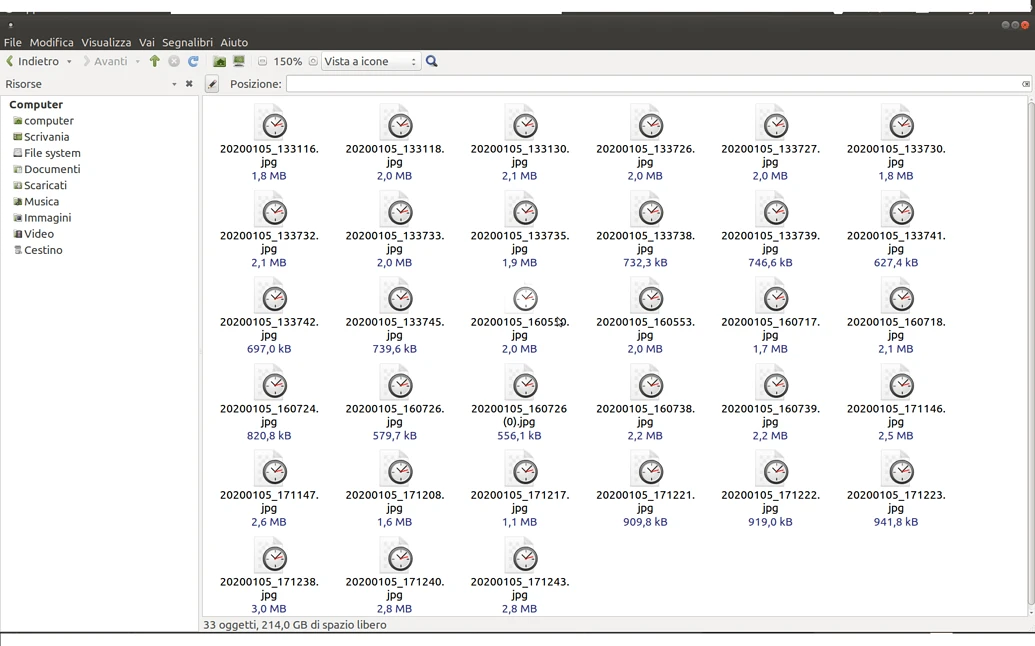 File Modifica Visualizza Vai Segnalibri Aiuto
Indietro Avanti 150% Vista a icone
Risorse Posizione:
Computer
computer
Scrivania
File system
Documenti
Scaricati
Musica
Immagini
Video
Cestino
20200105_133116. 20200105_133118. 20200105_133130. 20200105_133726. 20200105_133727. 20200105_133730.
jpg jpg jpg jpg jpg jpg
1,8 MB 2,0 MB 2,1 MB 2,0 MB 2,0 MB 1,8 MB
20200105_133732. 20200105_133733. 20200105_133735. 20200105_133738. 20200105_133739. 20200105_133741.
jpg jpg jpg jpg jpg jpg
2,1 MB 2,0 MB 1,9 MB 732,3 kB 746,6 kB 627,4 kB
20200105_133742. 20200105_133745. 20200105_160553. 20200105_160717. 20200105_160718.
jpg jpg jpg jpg jpg jpg
697,0 kB 739,6 kB 2,0 MB 2,0 MB 1,7 MB 2,1 MB
20200105_160724. 20200105_160726. 20200105_160726 20200105_160738. 20200105_160739. 20200105_171146.
jpg jpg (0).jpg jpg jpg jpg
820,8 kB 579,7 kB 556,1 kB 2,2 MB 2,2 MB 2,5 MB
20200105_171147. 20200105_171208. 20200105_171217. 20200105_171221. 20200105_171222. 20200105_171223.
jpg jpg jpg jpg jpg jpg
2,6 MB 1,6 MB 1,1 MB 909,8 kB 919,0 kB 941,8 kB
20200105_171238. 20200105_171240. 20200105_171243.
jpg jpg jpg
3,0 MB 2,8 MB 2,8 MB
33 oggetti, 214,0 GB di spazio libero